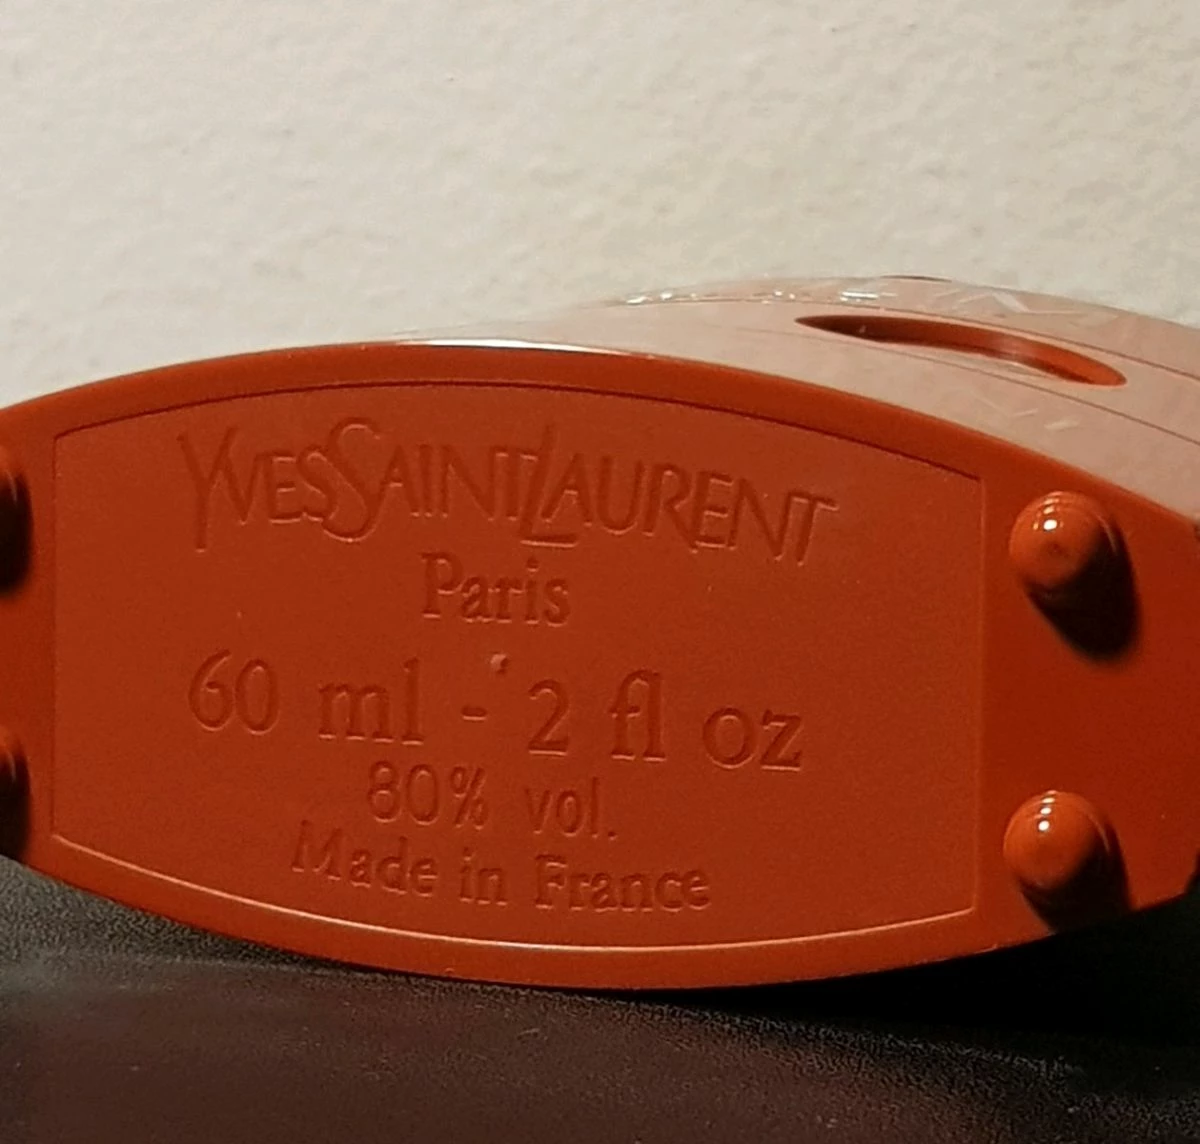 YVESSAINTLAURENT
Paris
60 ml - 2 fl oz
80% vol.
Made in France